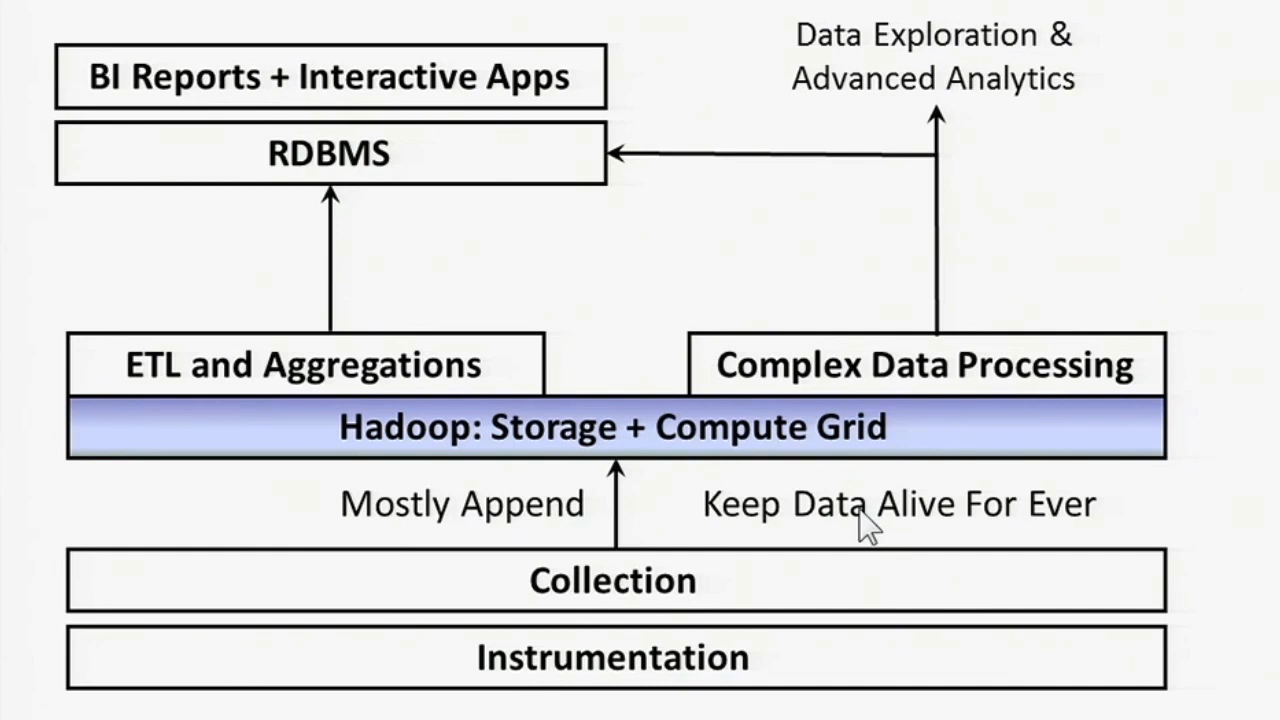 Data Exploration &
Advanced Analytics
BI Reports + Interactive Apps
RDBMS
ETL and Aggregations
Complex Data Processing
Hadoop: Storage + Compute Grid
Mostly Append
Keep Data Alive For Ever
Collection
Instrumentation